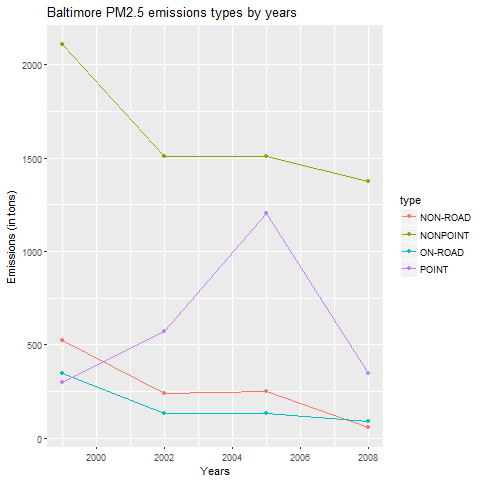 Baltimore PM2.5 emissions types by years
Emissions (in tons)
2000
1500
1000
500
0
2000
2002
2004
2006
2008
Years
type
NON-ROAD
NONPOINT
ON-ROAD
POINT